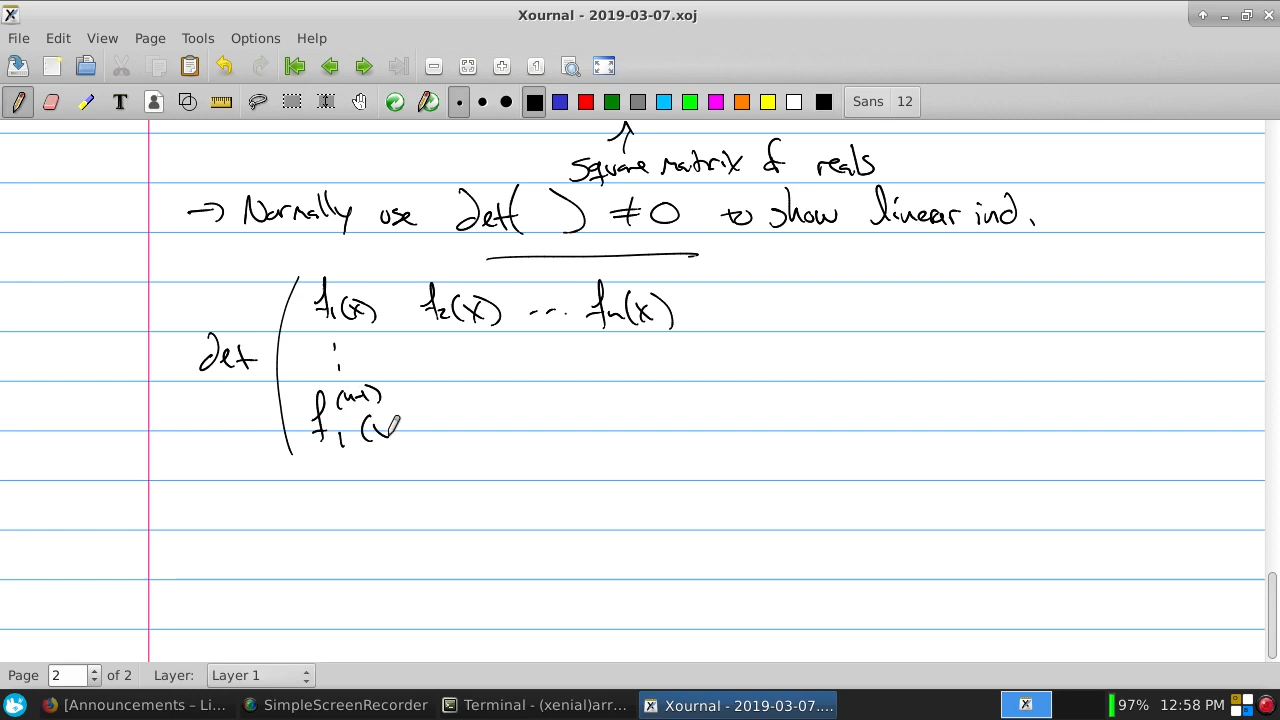 Xournal - 2019-03-07.xoj
File Edit View Page Tools Options Help
Sans 12
square matrix of reals
→ Normally use det( ) ≠ 0 to show linear ind.
f₁(x) f₂(x) ... fₙ(x)
det (
⋮
f₁⁽ⁿ⁻¹⁾(x
Page 2 of 2 Layer: Layer 1
[Announcements – Li... SimpleScreenRecorder Terminal - (xenial)arr... Xournal - 2019-03-07.... 97% 12:58 PM